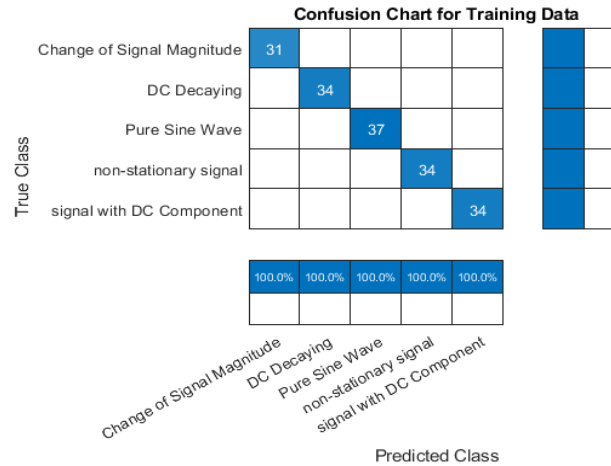 Confusion Chart for Training Data
Change of Signal Magnitude
31
DC Decaying
34
Pure Sine Wave
37
non-stationary signal
34
signal with DC Component
34
True Class
100.0% 100.0% 100.0% 100.0% 100.0%
Change of Signal Magnitude
DC Decaying
Pure Sine Wave
non-stationary signal
signal with DC Component
Predicted Class